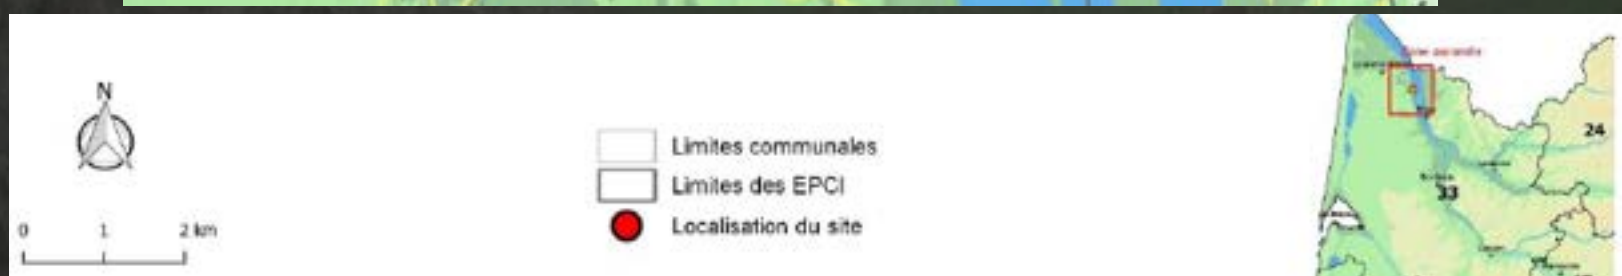 N
0 1 2 km
Limites communales
Limites des EPCI
Localisation du site
24
33